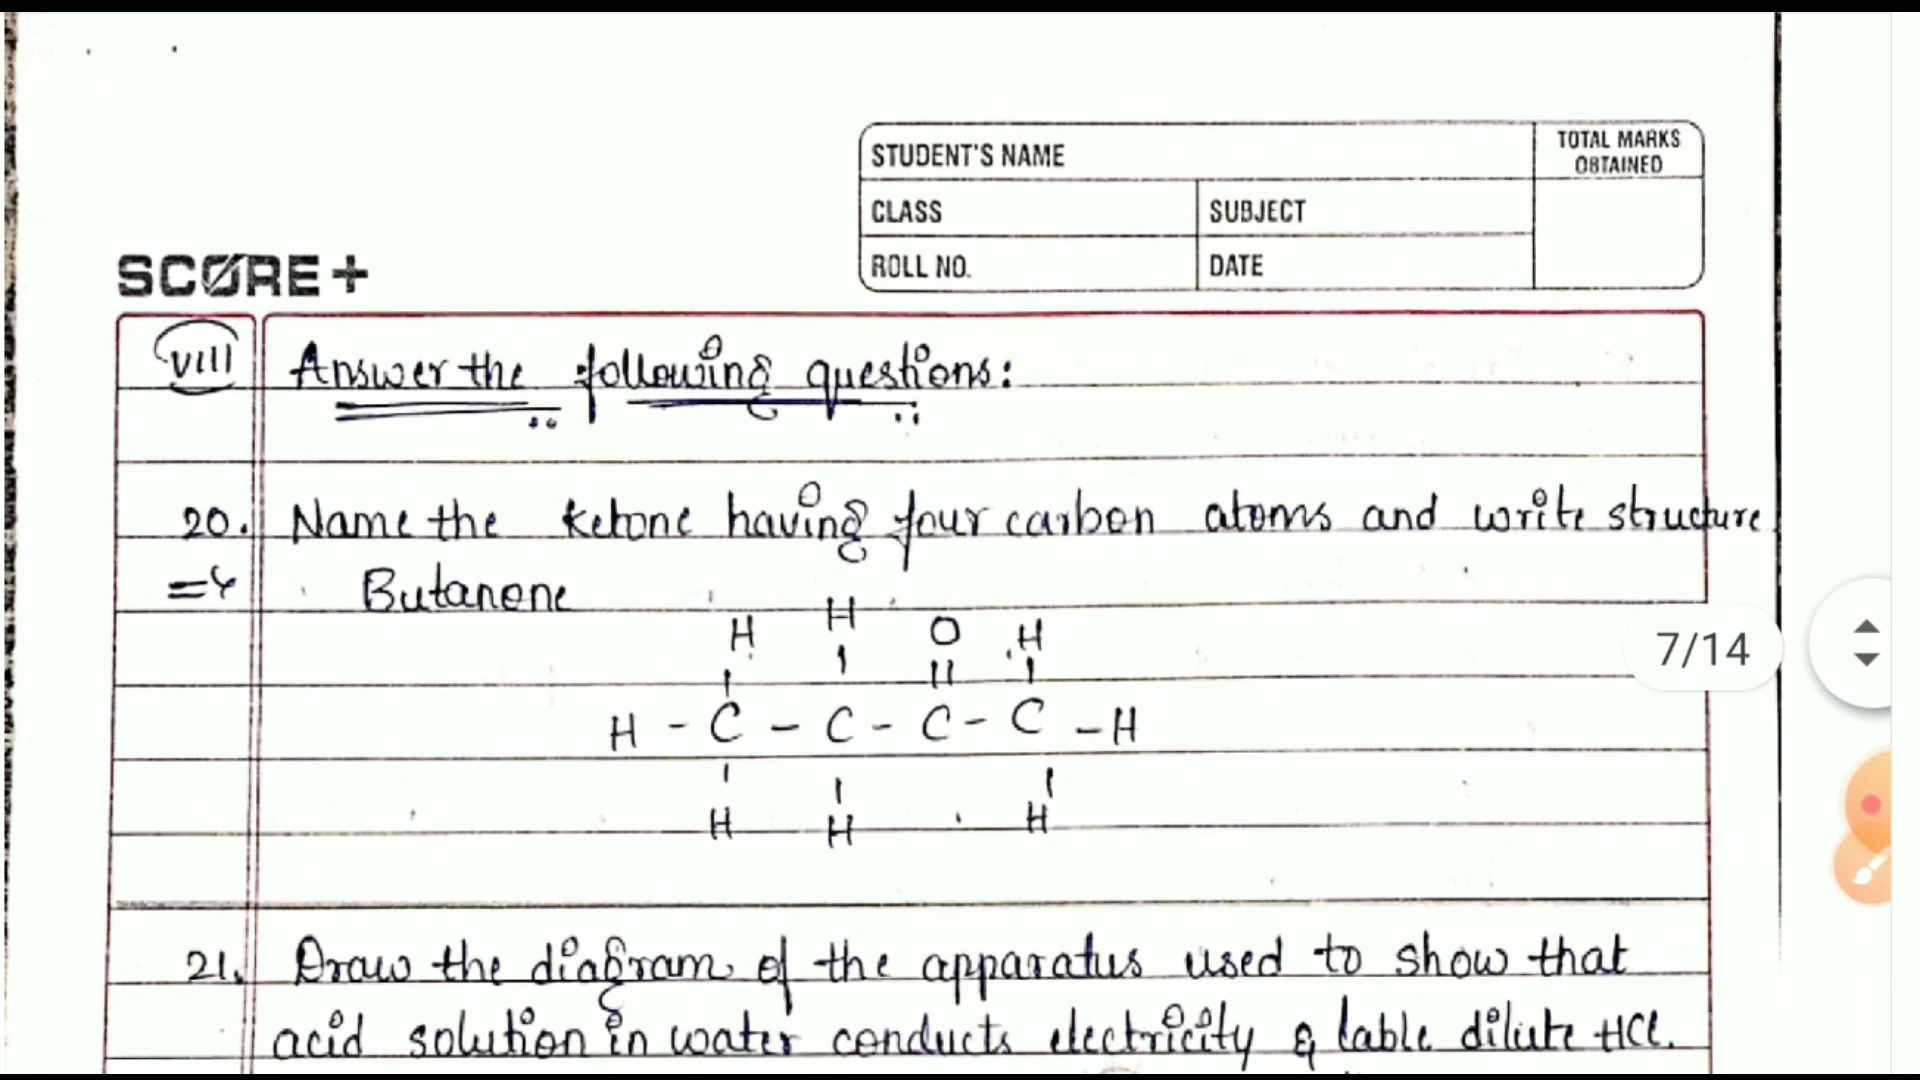 STUDENT'S NAME
TOTAL MARKS OBTAINED
CLASS
SUBJECT
ROLL NO.
DATE
SCORE+
VIII Answer the following questions:
20. Name the ketone having four carbon atoms and write structure.
Butanone
H H O H
H - C - C - C - C - H
H H H
7/14
21. Draw the diagram of the apparatus used to show that
acid solution in water conducts electricity & lable dilute HCl.